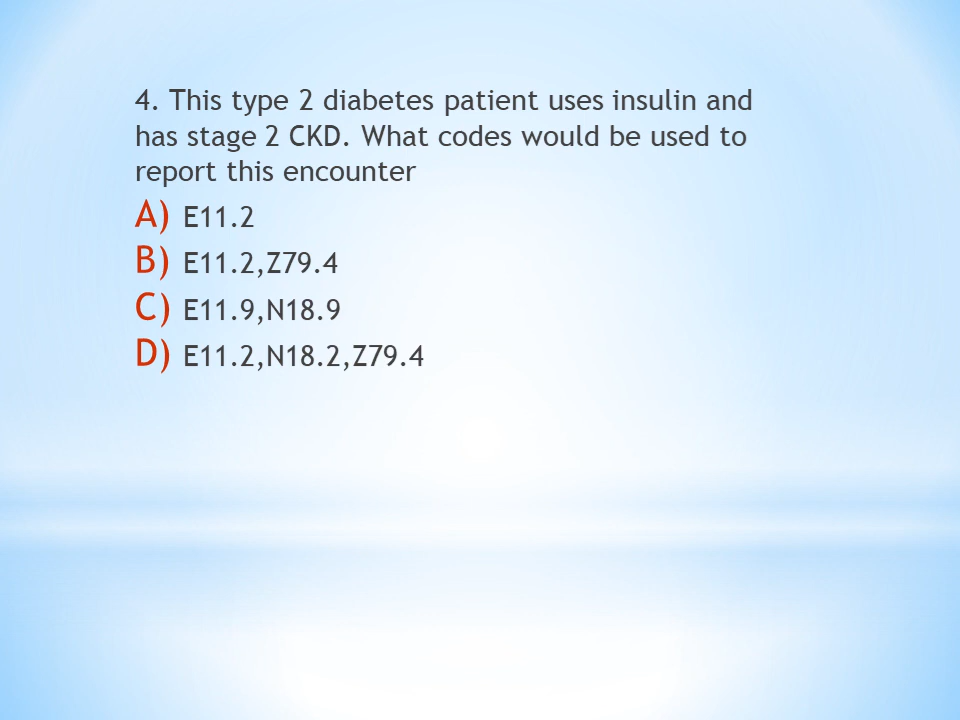 4. This type 2 diabetes patient uses insulin and
has stage 2 CKD. What codes would be used to
report this encounter
A) E11.2
B) E11.2,Z79.4
C) E11.9,N18.9
D) E11.2,N18.2,Z79.4